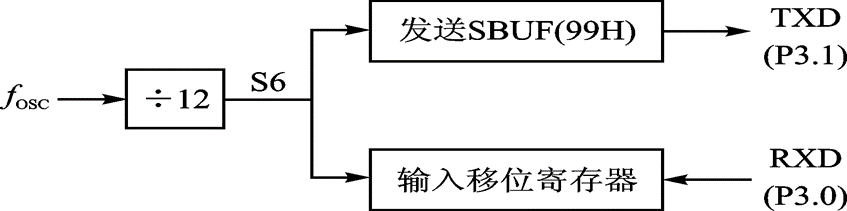 发送SBUF(99H)
TXD
(P3.1)
fosc
÷12
S6
输入移位寄存器
RXD
(P3.0)